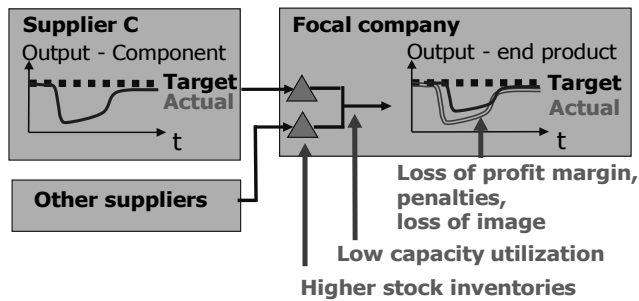 Supplier C
Output - Component
Target
Actual
t
Other suppliers
Focal company
Output - end product
Target
Actual
t
Loss of profit margin,
penalties,
loss of image
Low capacity utilization
Higher stock inventories